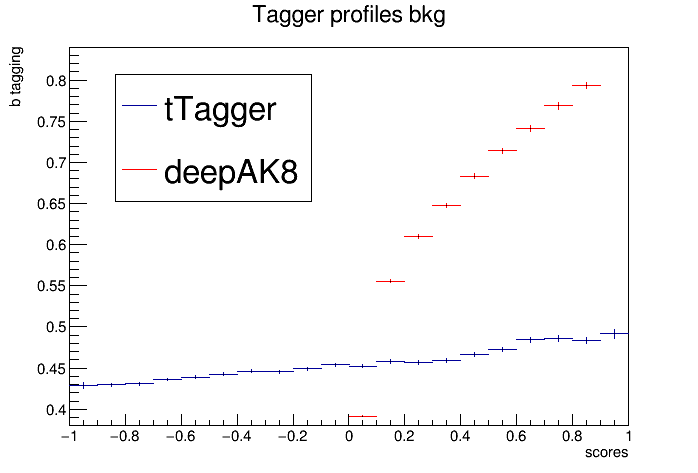 Tagger profiles bkg
b tagging
0.8
0.75
0.7
0.65
0.6
0.55
0.5
0.45
0.4
tTagger
deepAK8
−1 −0.8 −0.6 −0.4 −0.2 0 0.2 0.4 0.6 0.8 1
scores